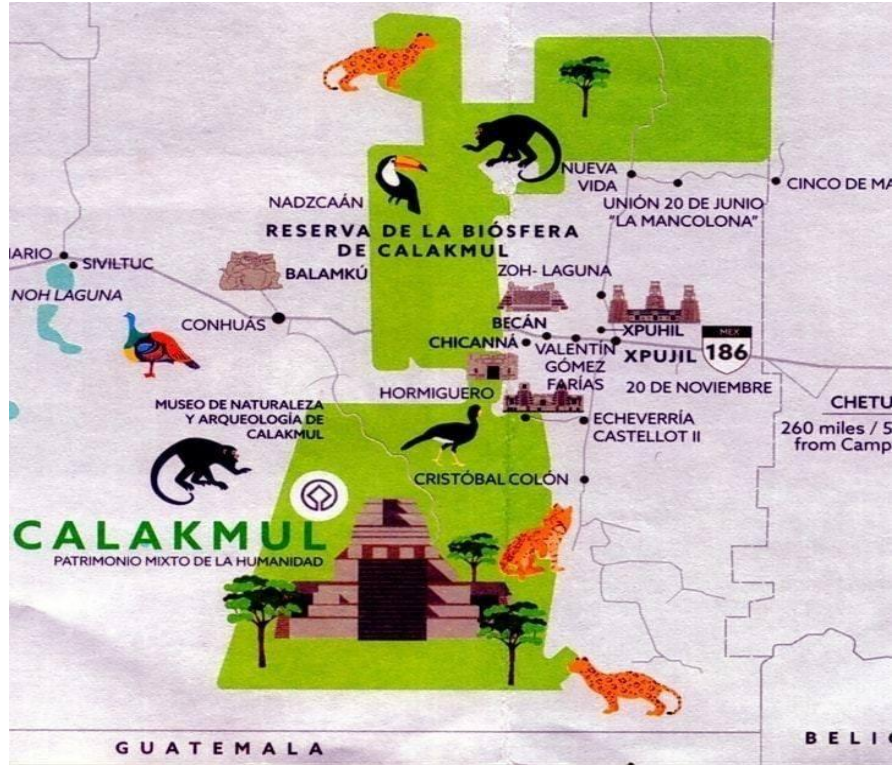 NUEVA
VIDA
CINCO DE MA
NADZCAÁN
UNIÓN 20 DE JUNIO
"LA MANCOLONA"
RESERVA DE LA BIÓSFERA
DE CALAKMUL
ARIO
SIVILTUC
BALAMKÚ
ZOH- LAGUNA
NOH LAGUNA
CONHUÁS
BECÁN
XPUHIL
CHICANNÁ
VALENTÍN
GÓMEZ
FARÍAS
XPUJIL
MEX
186
HORMIGUERO
20 DE NOVIEMBRE
MUSEO DE NATURALEZA
Y ARQUEOLOGÍA DE
CALAKMUL
CHETU
ECHEVERRÍA
CASTELLOT II
260 miles / 5
from Camp
CRISTÓBAL COLÓN
CALAKMUL
PATRIMONIO MIXTO DE LA HUMANIDAD
GUATEMALA
BELI